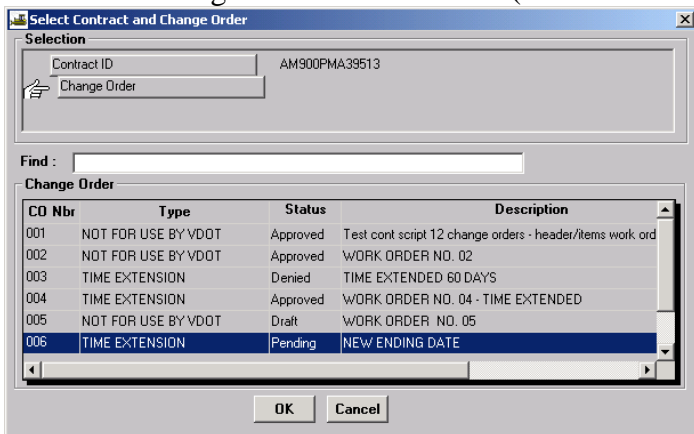 Select Contract and Change Order
Selection
Contract ID AM900PMA39513
Change Order
Find :
Change Order
CO Nbr Type Status Description
001 NOT FOR USE BY VDOT Approved Test cont script 12 change orders - header/items work ord
002 NOT FOR USE BY VDOT Approved WORK ORDER NO. 02
003 TIME EXTENSION Denied TIME EXTENDED 60 DAYS
004 TIME EXTENSION Approved WORK ORDER NO. 04 - TIME EXTENDED
005 NOT FOR USE BY VDOT Draft WORK ORDER NO. 05
006 TIME EXTENSION Pending NEW ENDING DATE
OK Cancel